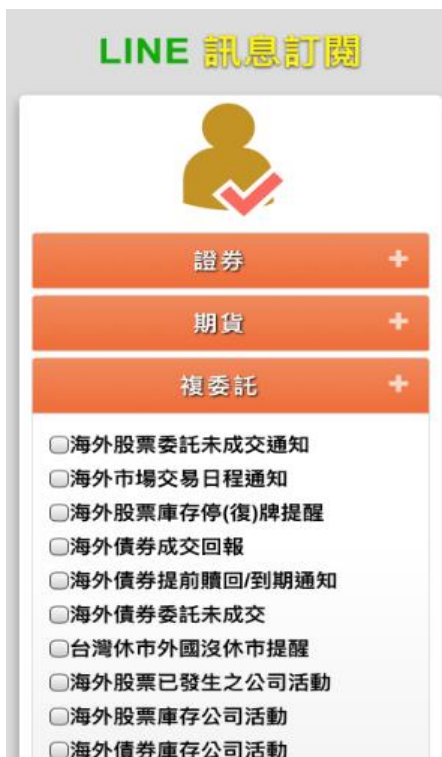 LINE 訊息訂閱
證券 +
期貨 +
複委託 +
海外股票委託未成交通知
海外市場交易日程通知
海外股票庫存停(復)牌提醒
海外債券成交回報
海外債券提前贖回/到期通知
海外債券委託未成交
台灣休市外國沒休市提醒
海外股票已發生之公司活動
海外股票庫存公司活動
海外債券庫存公司活動